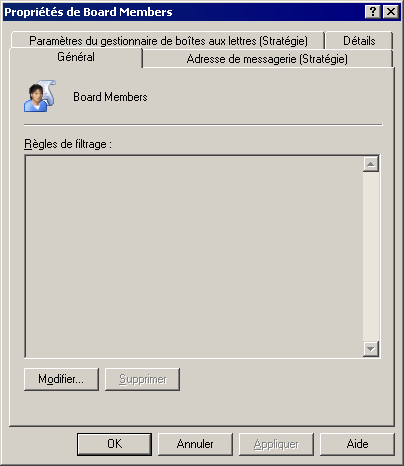 Propriétés de Board Members
Paramètres du gestionnaire de boîtes aux lettres (Stratégie)
Détails
Général
Adresse de messagerie (Stratégie)
Board Members
Règles de filtrage :
Modifier...
Supprimer
OK
Annuler
Appliquer
Aide